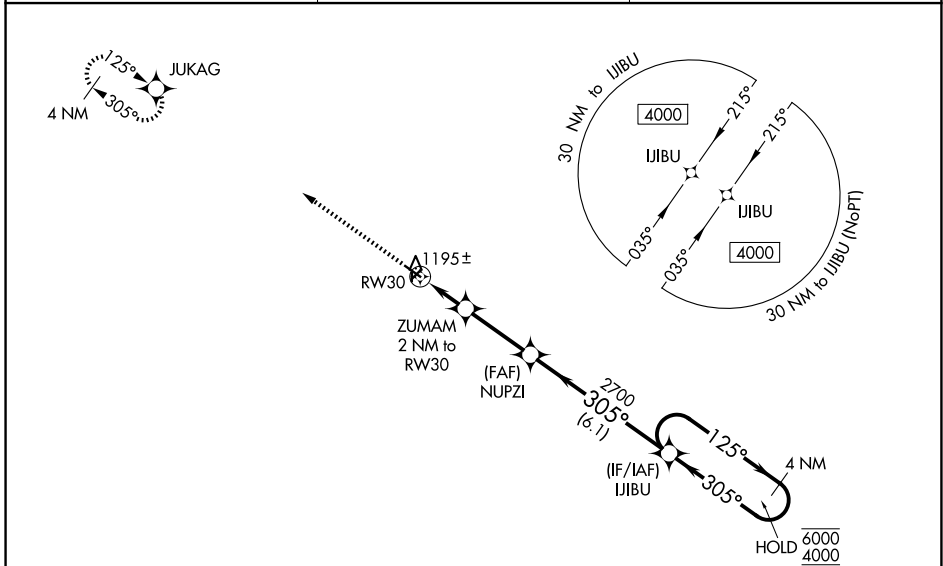 125°
JUKAG
4 NM
305°
30 NM to IJIBU
4000
215°
IJIBU
035°
215°
IJIBU
035°
4000
30 NM to IJIBU (NoPT)
1195±
RW30
ZUMAM
2 NM to
RW30
(FAF)
NUPZI
2700
305°
(6.1)
(IF/IAF)
IJIBU
125°
4 NM
305°
HOLD 6000
4000